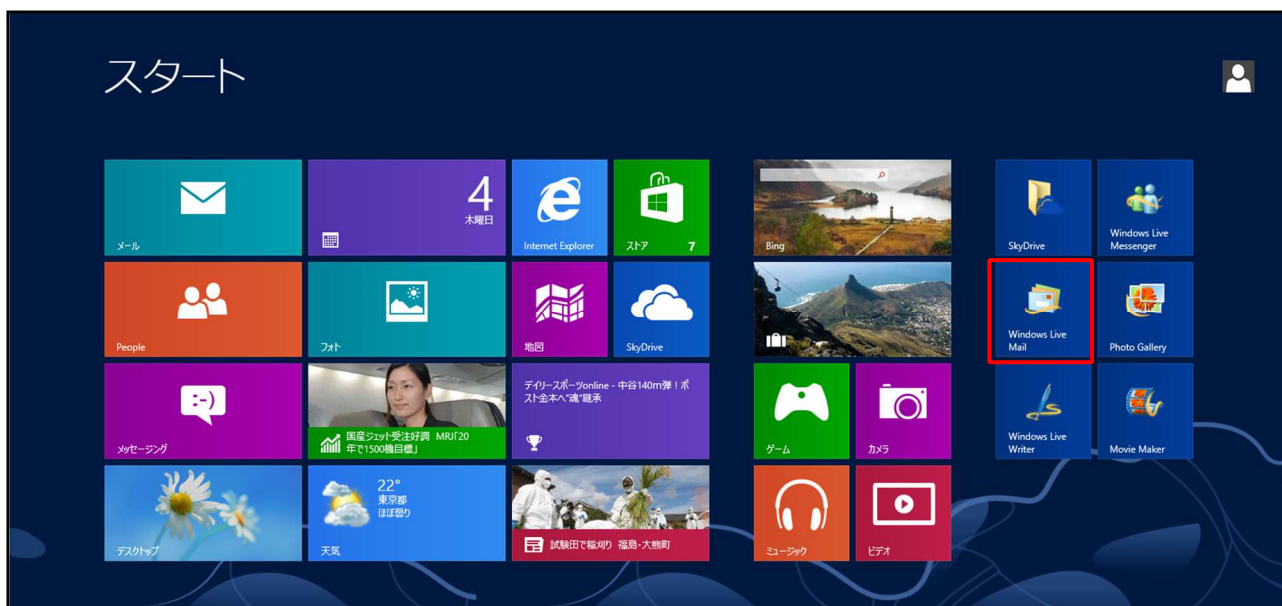 スタート
メール
4
木曜日
Internet Explorer
ストア
7
Bing
SkyDrive
Windows Live
Messenger
People
フォト
地図
SkyDrive
Windows Live
Mail
Photo Gallery
メッセージング
国産ジェット受注好調 MRJ「20
年で1500機目標」
デイリースポーツonline - 中谷140m弾！ポ
スト金本へ“魂”継承
ゲーム
カメラ
Windows Live
Writer
Movie Maker
デスクトップ
22°
東京都
ほぼ曇り
天気
試験田で稲刈り 福島・大熊町
ミュージック
ビデオ